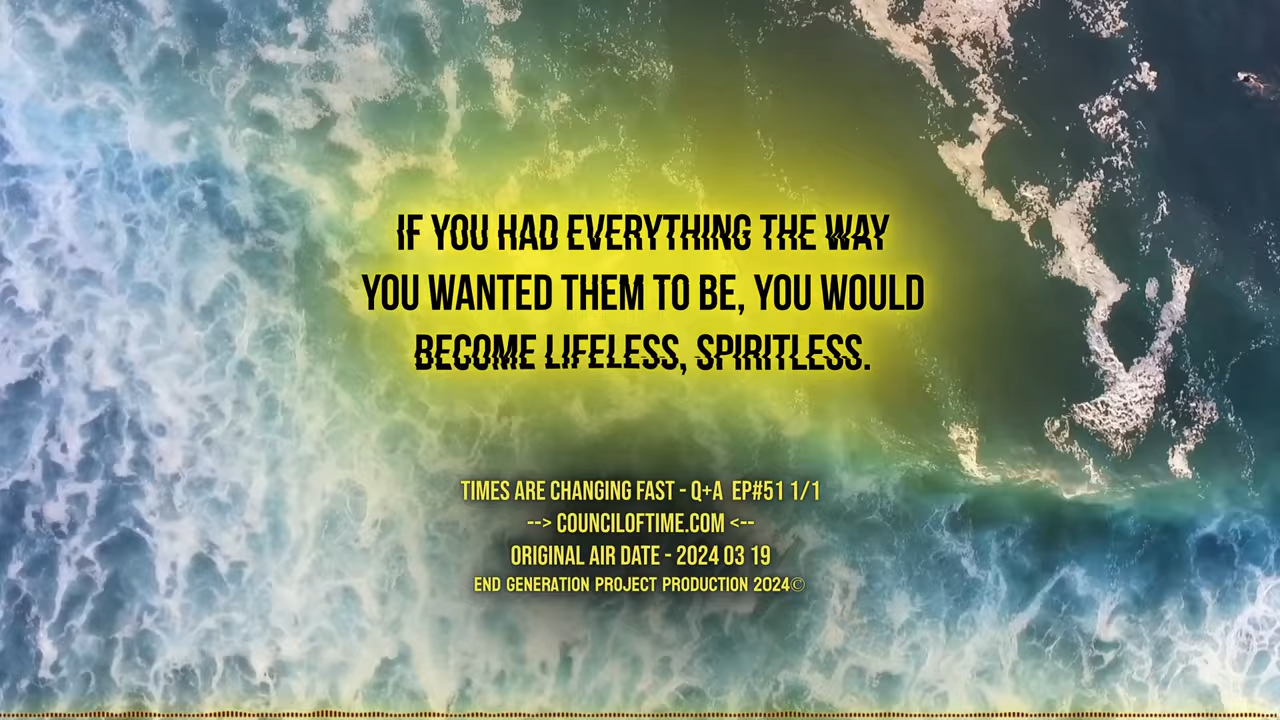 IF YOU HAD EVERYTHING THE WAY
YOU WANTED THEM TO BE, YOU WOULD
BECOME LIFELESS, SPIRITLESS.
TIMES ARE CHANGING FAST - Q+A EP#51 1/1
--> COUNCILOFTIME.COM <--
ORIGINAL AIR DATE - 2024 03 19
END GENERATION PROJECT PRODUCTION 2024©